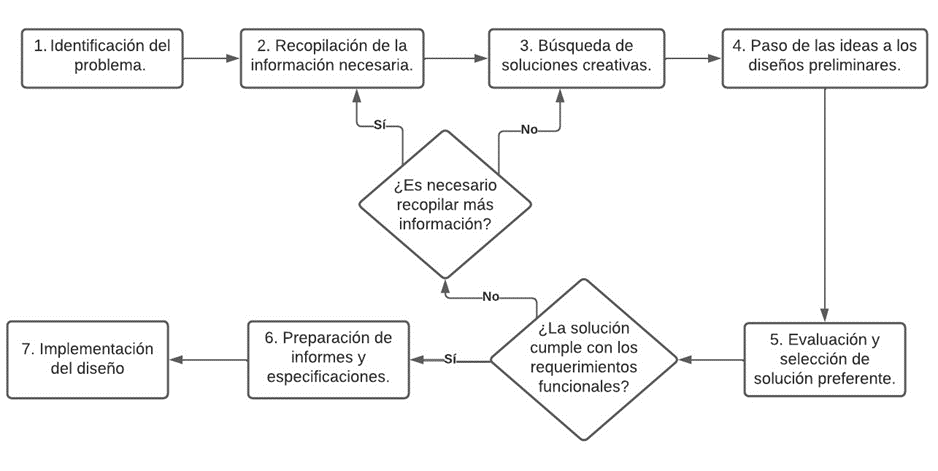 1. Identificación del
problema.
2. Recopilación de la
información necesaria.
3. Búsqueda de
soluciones creativas.
4. Paso de las ideas a los
diseños preliminares.
Sí
No
¿Es necesario
recopilar más
información?
No
¿La solución
cumple con los
requerimientos
funcionales?
5. Evaluación y
selección de
solución preferente.
Sí
6. Preparación de
informes y
especificaciones.
7. Implementación
del diseño